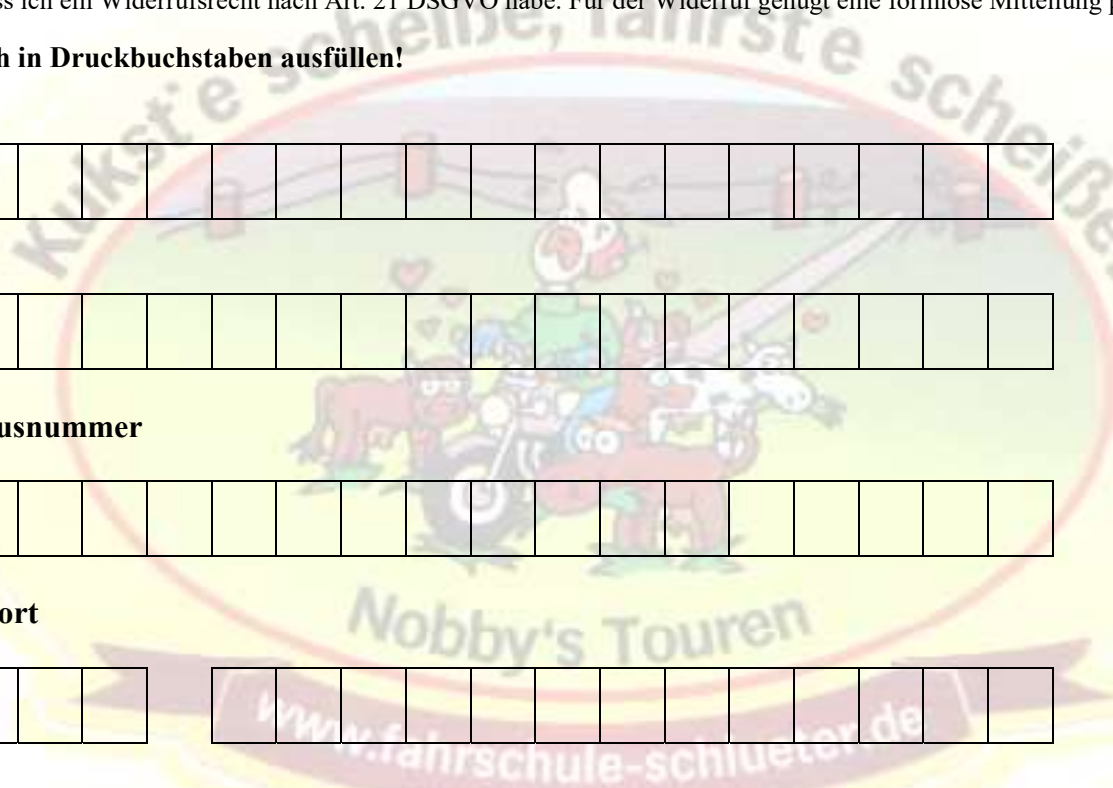 ss ich ein Widerrufsrecht nach Art. 21 DSGVO habe. Für der Widerruf genügt eine formlose Mitteilung p
h in Druckbuchstaben ausfüllen!
Kukst´e scheiße, fährst´e scheiße,
usnummer
ort
Nobby's Touren
www.fahrschule-schlueter.de